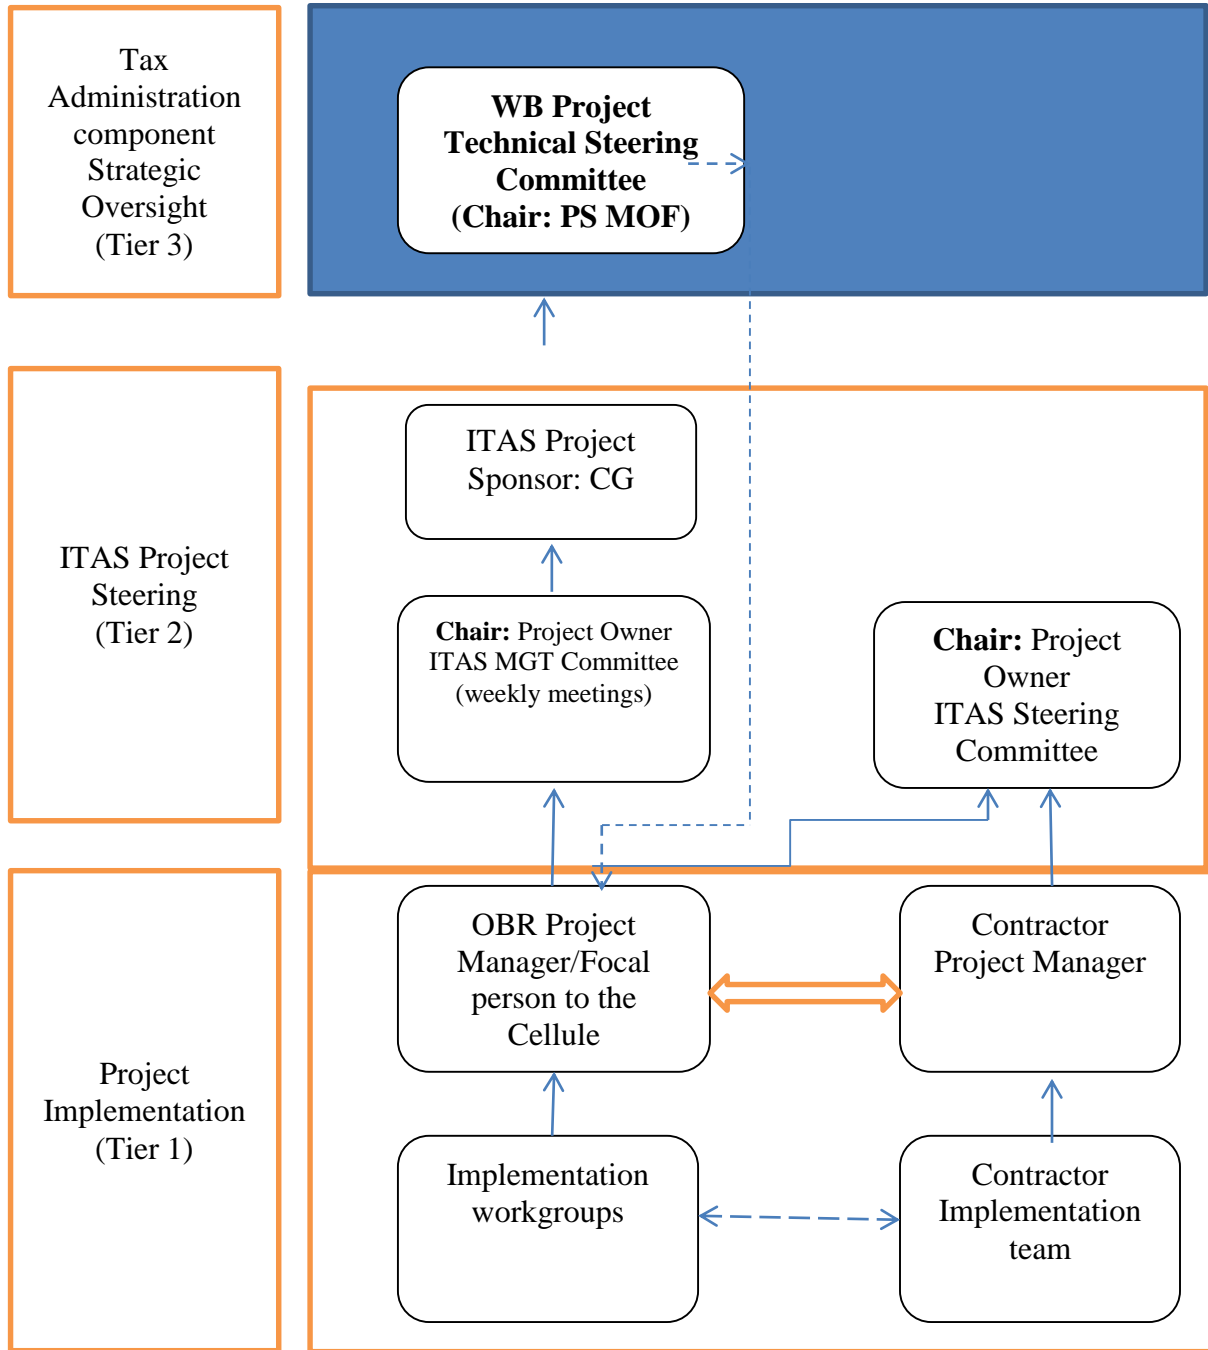 Tax
Administration
component
Strategic
Oversight
(Tier 3)
WB Project
Technical Steering
Committee
(Chair: PS MOF)
ITAS Project
Steering
(Tier 2)
ITAS Project
Sponsor: CG
Chair: Project Owner
ITAS MGT Committee
(weekly meetings)
Chair: Project
Owner
ITAS Steering
Committee
Project
Implementation
(Tier 1)
OBR Project
Manager/Focal
person to the
Cellule
Contractor
Project Manager
Implementation
workgroups
Contractor
Implementation
team